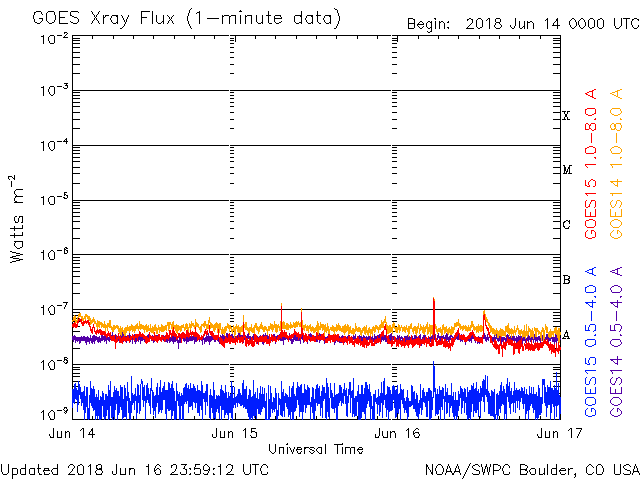 GOES Xray Flux (1-minute data)
Begin: 2018 Jun 14 0000 UTC
10⁻²
10⁻³
10⁻⁴
10⁻⁵
10⁻⁶
10⁻⁷
10⁻⁸
10⁻⁹
Watts m⁻²
X
M
C
B
A
GOES15 1.0-8.0 A
GOES14 1.0-8.0 A
GOES15 0.5-4.0 A
GOES14 0.5-4.0 A
Jun 14 Jun 15 Jun 16 Jun 17
Universal Time
Updated 2018 Jun 16 23:59:12 UTC
NOAA/SWPC Boulder, CO USA